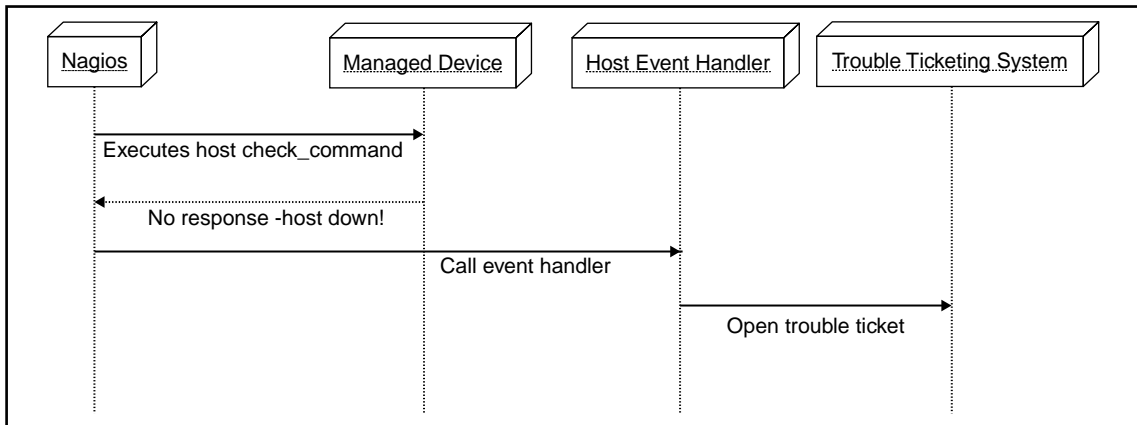 Nagios
Managed Device
Host Event Handler
Trouble Ticketing System
Executes host check_command
No response -host down!
Call event handler
Open trouble ticket